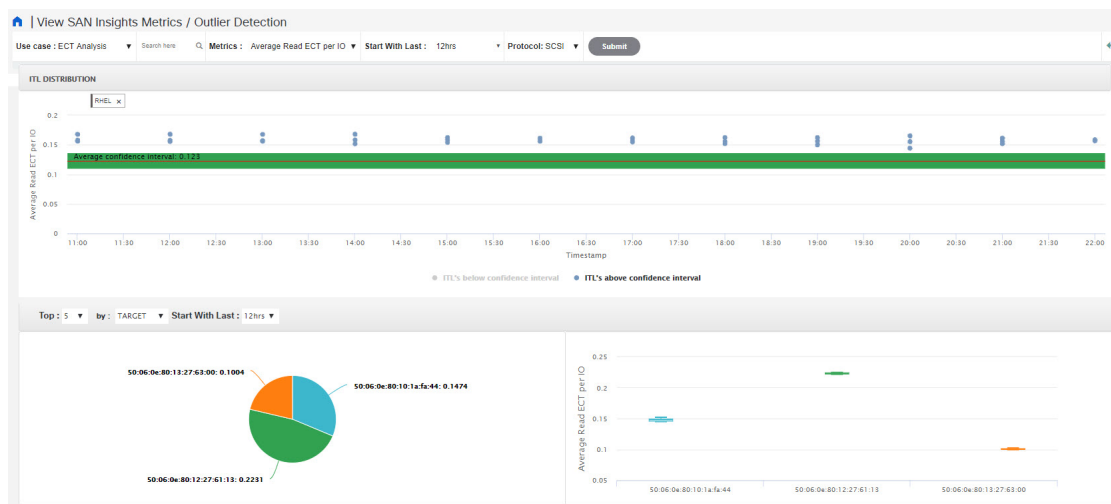 | View SAN Insights Metrics / Outlier Detection
Use case : ECT Analysis ▼ Search here Metrics : Average Read ECT per IO ▼ Start With Last : 12hrs ▼ Protocol: SCSI ▼ Submit
ITL DISTRIBUTION
RHEL x
0.2
0.15
0.1
0.05
0
Average Read ECT per IO
Average confidence interval: 0.123
11:00 11:30 12:00 12:30 13:00 13:30 14:00 14:30 15:00 15:30 16:00 16:30 17:00 17:30 18:00 18:30 19:00 19:30 20:00 20:30 21:00 21:30 22:00
Timestamp
ITL's below confidence interval ITL's above confidence interval
Top : 5 ▼ by : TARGET ▼ Start With Last : 12hrs ▼
50:06:0e:80:13:27:63:00: 0.1004
50:06:0e:80:10:1a:fa:44: 0.1474
50:06:0e:80:12:27:61:13: 0.2231
0.25
0.2
0.15
0.1
0.05
Average Read ECT per IO
50:06:0e:80:10:1a:fa:44 50:06:0e:80:12:27:61:13 50:06:0e:80:13:27:63:00